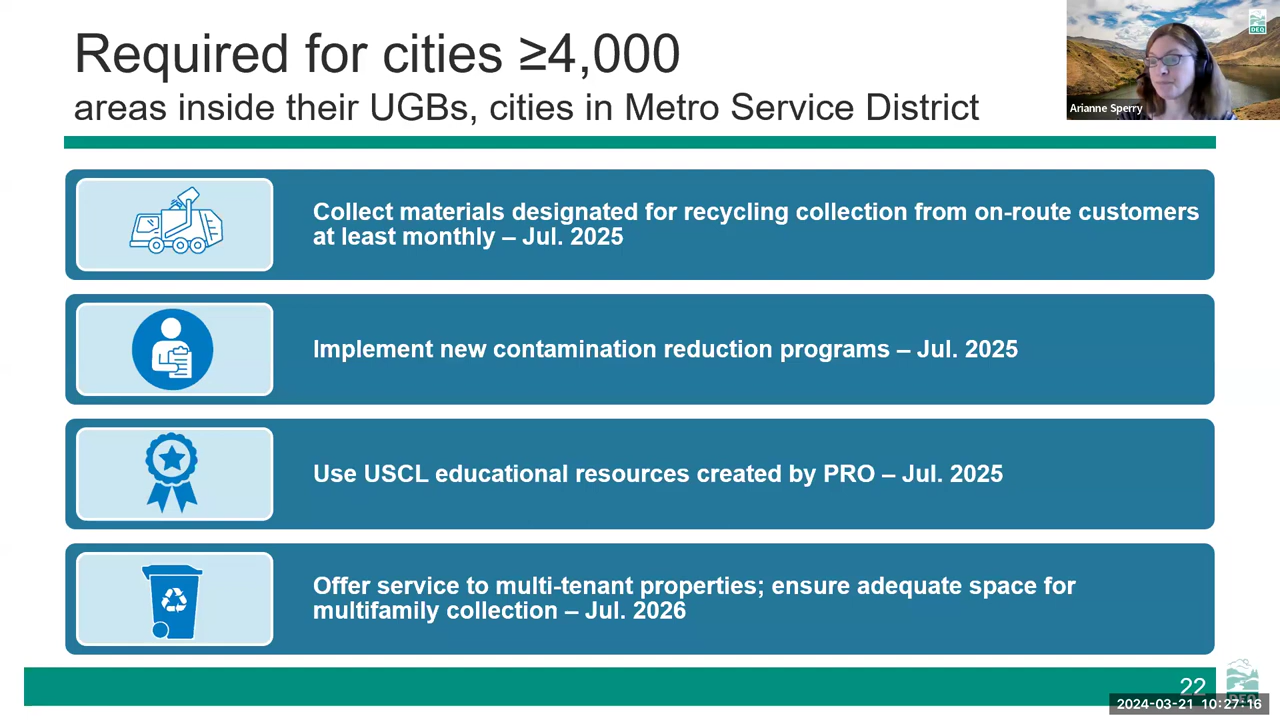 Required for cities ≥4,000
areas inside their UGBs, cities in Metro Service District
DEQ
Arianne Sperry
Collect materials designated for recycling collection from on-route customers
at least monthly – Jul. 2025
Implement new contamination reduction programs – Jul. 2025
Use USCL educational resources created by PRO – Jul. 2025
Offer service to multi-tenant properties; ensure adequate space for
multifamily collection – Jul. 2026
22
DEQ
2024-03-21 10:27:16